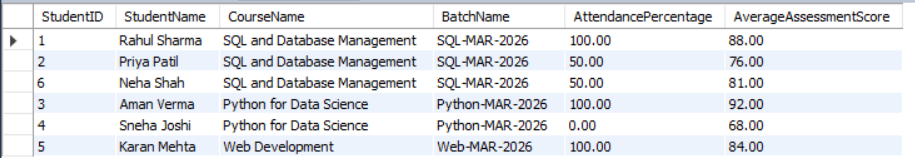 StudentID StudentName CourseName BatchName AttendancePercentage AverageAssessmentScore
1 Rahul Sharma SQL and Database Management SQL-MAR-2026 100.00 88.00
2 Priya Patil SQL and Database Management SQL-MAR-2026 50.00 76.00
6 Neha Shah SQL and Database Management SQL-MAR-2026 50.00 81.00
3 Aman Verma Python for Data Science Python-MAR-2026 100.00 92.00
4 Sneha Joshi Python for Data Science Python-MAR-2026 0.00 68.00
5 Karan Mehta Web Development Web-MAR-2026 100.00 84.00